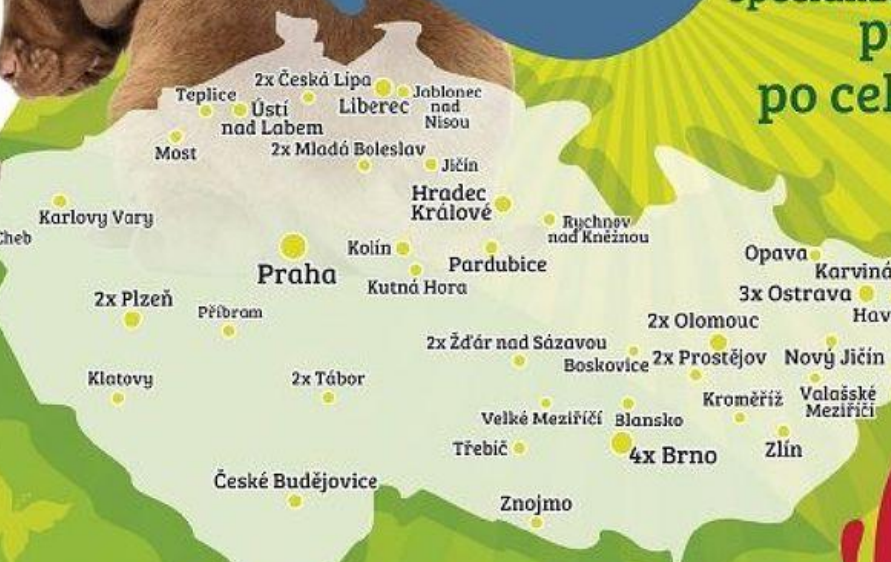 po
2x Česká Lípa
Teplice
Ústí
nad Labem
Liberec
Jablonec
nad
Nisou
Most
2x Mladá Boleslav
Jičín
Hradec
Králové
Karlovy Vary
Cheb
Rychnov
nad Kněžnou
Kolín
Praha
Pardubice
Kutná Hora
Opava
Karviná
3x Ostrava
2x Plzeň
Příbram
2x Olomouc
2x Žďár nad Sázavou
Boskovice
2x Prostějov
Nový Jičín
Klatovy
2x Tábor
Kroměříž
Valašské
Meziříčí
Velké Meziříčí
Blansko
Třebíč
4x Brno
Zlín
České Budějovice
Znojmo